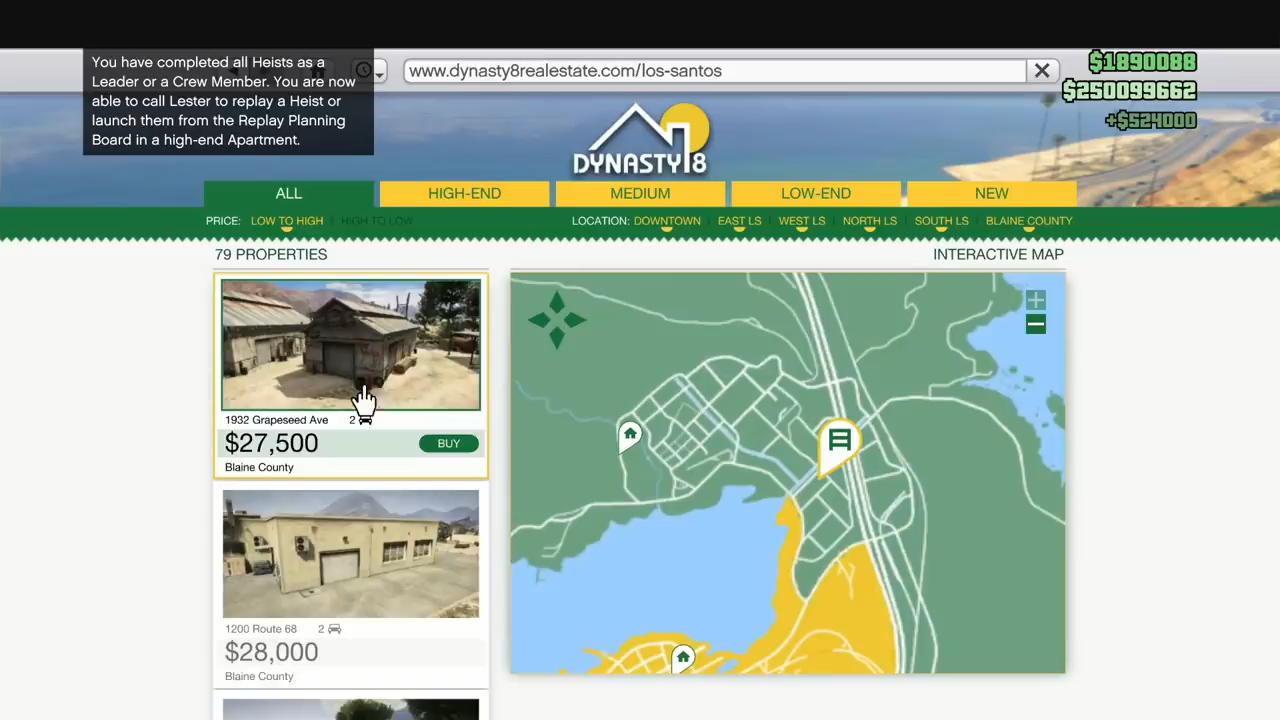 You have completed all Heists as a
Leader or a Crew Member. You are now
able to call Lester to replay a Heist or
launch them from the Replay Planning
Board in a high-end Apartment.
www.dynasty8realestate.com/los-santos
$1890088
$250099662
+$524000
DYNASTY 8
ALL
HIGH-END
MEDIUM
LOW-END
NEW
PRICE: LOW TO HIGH HIGH TO LOW
LOCATION: DOWNTOWN EAST LS WEST LS NORTH LS SOUTH LS BLAINE COUNTY
79 PROPERTIES
INTERACTIVE MAP
1932 Grapeseed Ave 2
$27,500
BUY
Blaine County
1200 Route 68 2
$28,000
Blaine County